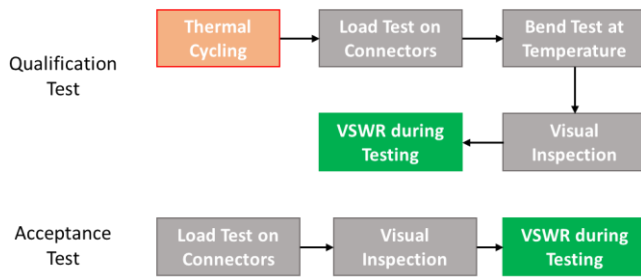 Qualification
Test
Thermal
Cycling
Load Test on
Connectors
Bend Test at
Temperature
VSWR during
Testing
Visual
Inspection
Acceptance
Test
Load Test on
Connectors
Visual
Inspection
VSWR during
Testing